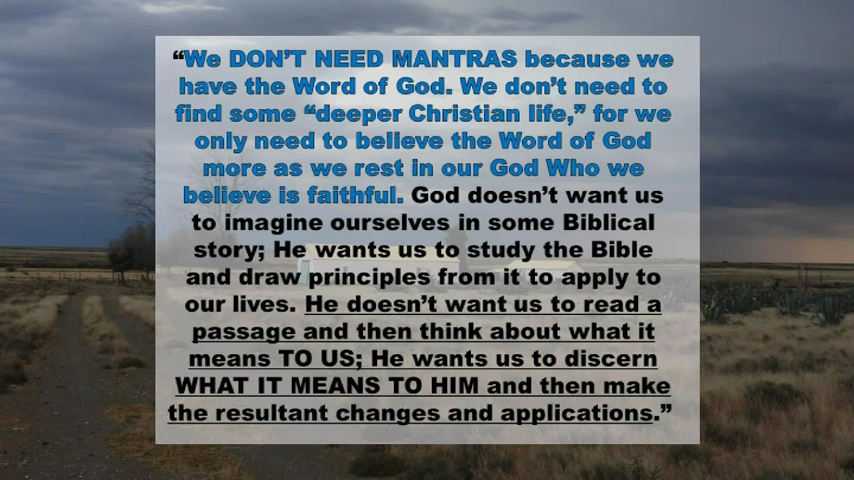 “We DON’T NEED MANTRAS because we
have the Word of God. We don’t need to
find some “deeper Christian life,” for we
only need to believe the Word of God
more as we rest in our God Who we
believe is faithful. God doesn’t want us
to imagine ourselves in some Biblical
story; He wants us to study the Bible
and draw principles from it to apply to
our lives. He doesn’t want us to read a
passage and then think about what it
means TO US; He wants us to discern
WHAT IT MEANS TO HIM and then make
the resultant changes and applications.”